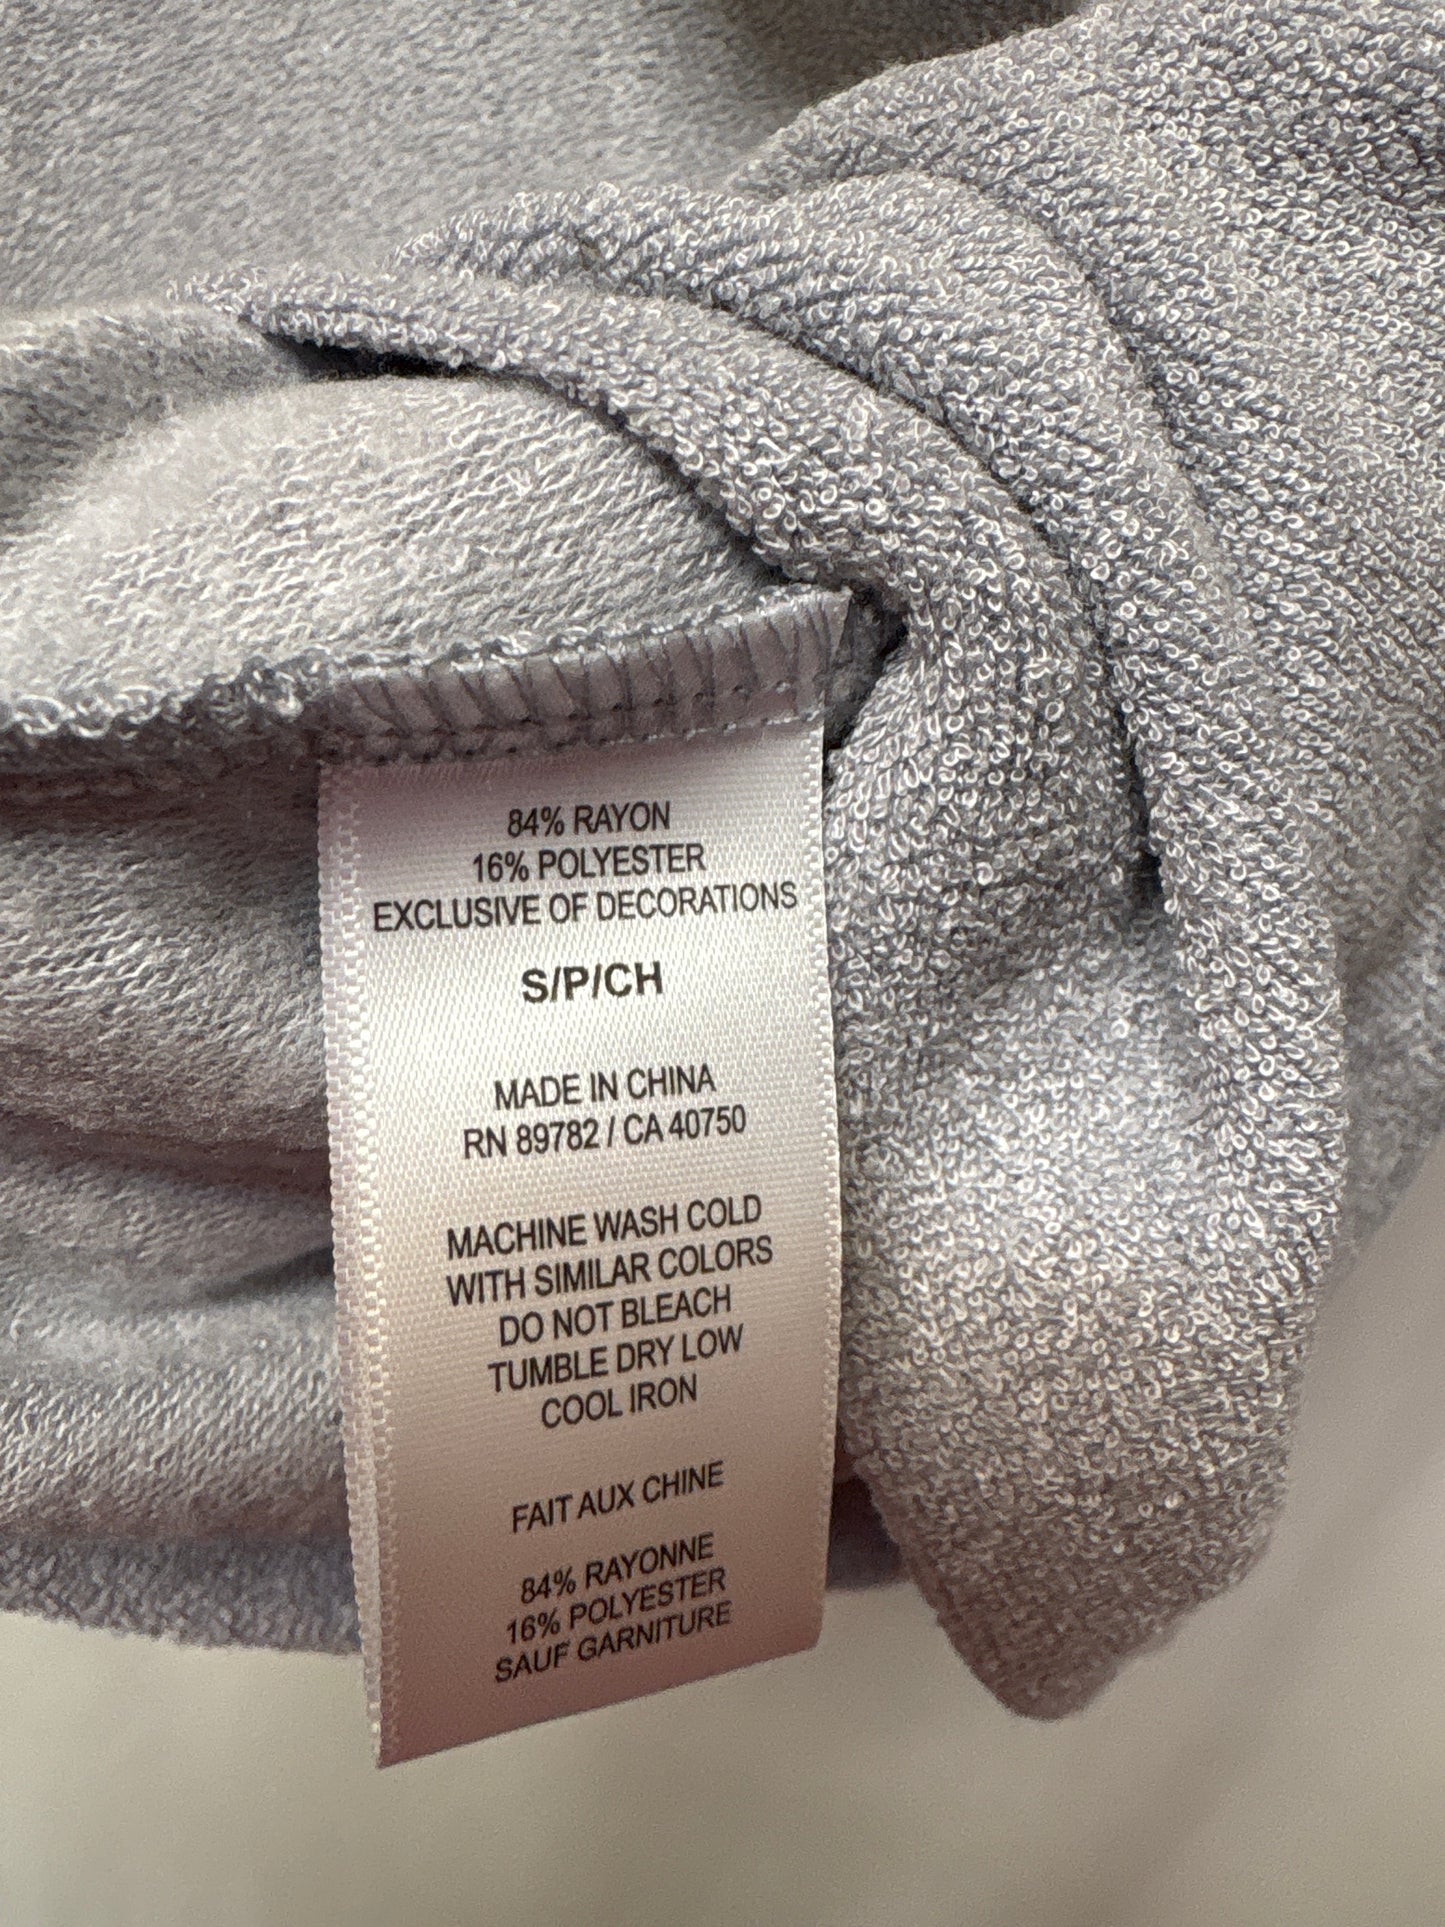 84% RAYON
16% POLYESTER
EXCLUSIVE OF DECORATIONS
S/P/CH
MADE IN CHINA
RN 89782 / CA 40750
MACHINE WASH COLD
WITH SIMILAR COLORS
DO NOT BLEACH
TUMBLE DRY LOW
COOL IRON
FAIT AUX CHINE
84% RAYONNE
16% POLYESTER
SAUF GARNITURE